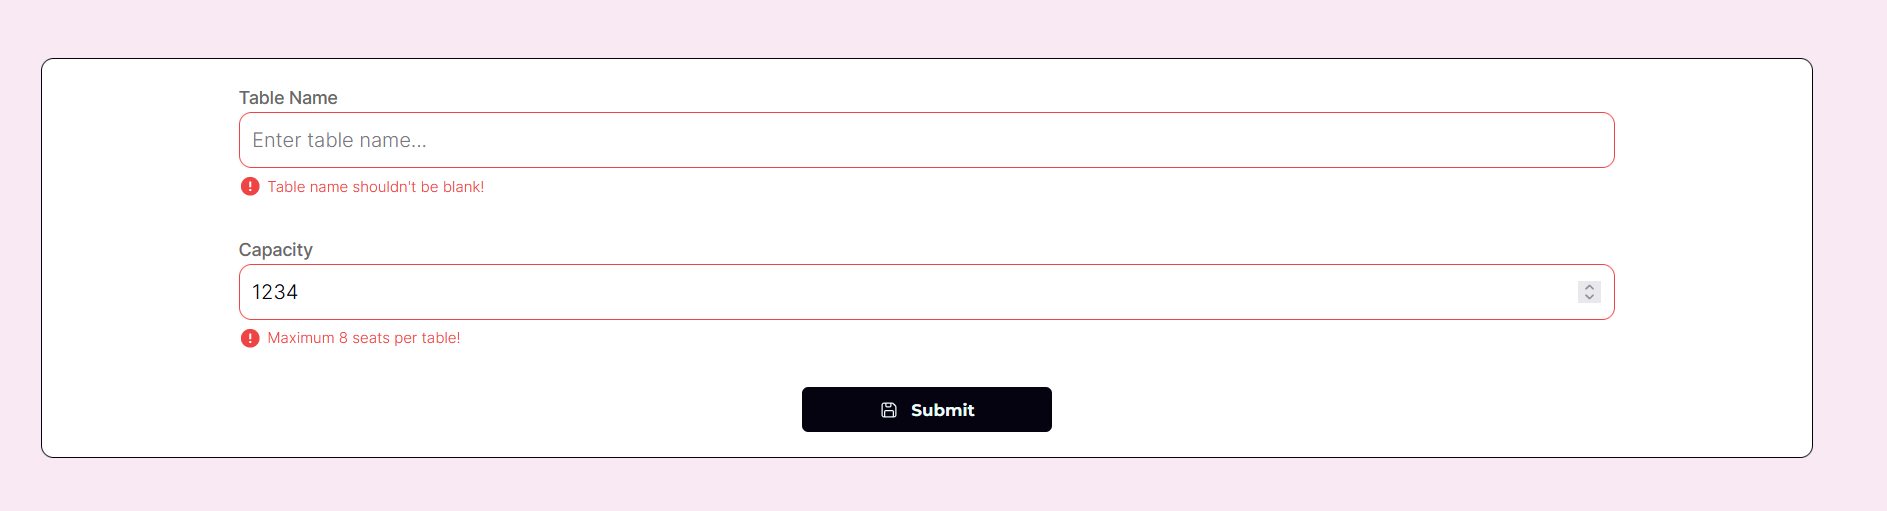 Table Name
Enter table name...
Table name shouldn't be blank!
Capacity
1234
Maximum 8 seats per table!
Submit